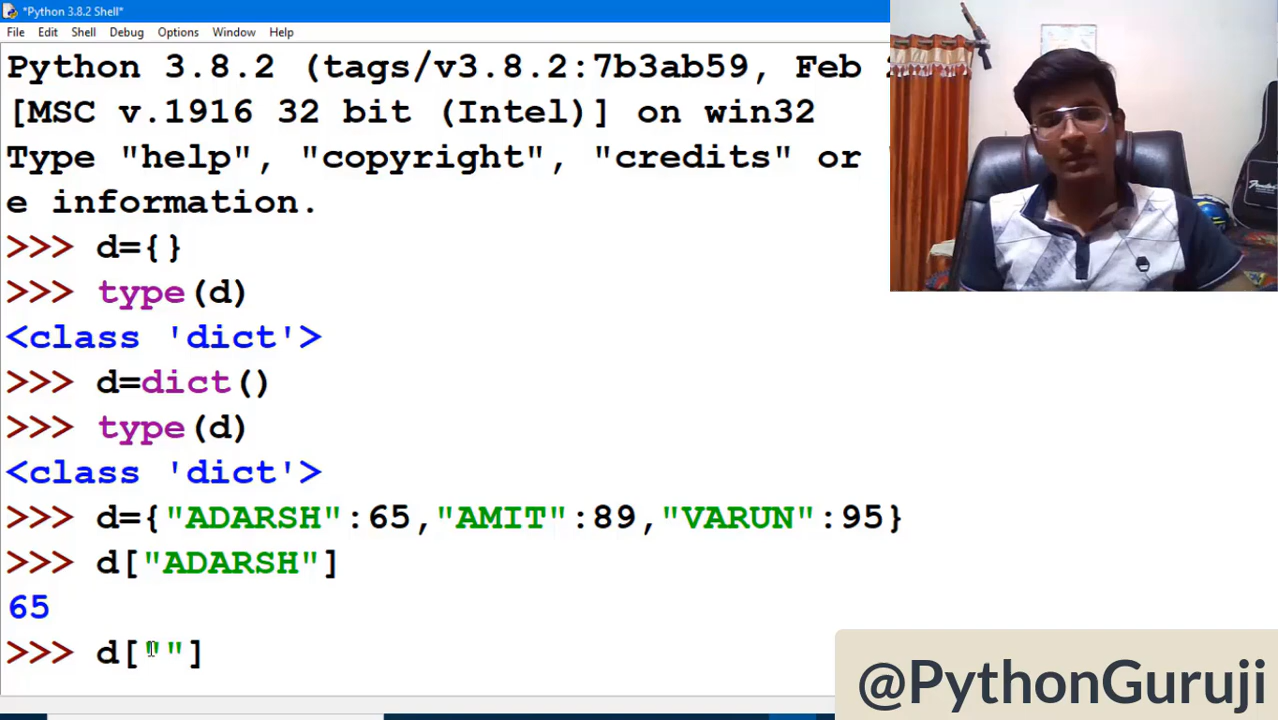 *Python 3.8.2 Shell*
File Edit Shell Debug Options Window Help
Python 3.8.2 (tags/v3.8.2:7b3ab59, Feb
[MSC v.1916 32 bit (Intel)] on win32
Type "help", "copyright", "credits" or
e information.
>>> d={}
>>> type(d)
<class 'dict'>
>>> d=dict()
>>> type(d)
<class 'dict'>
>>> d={"ADARSH":65,"AMIT":89,"VARUN":95}
>>> d["ADARSH"]
65
>>> d[""]
@PythonGuruji
Fender